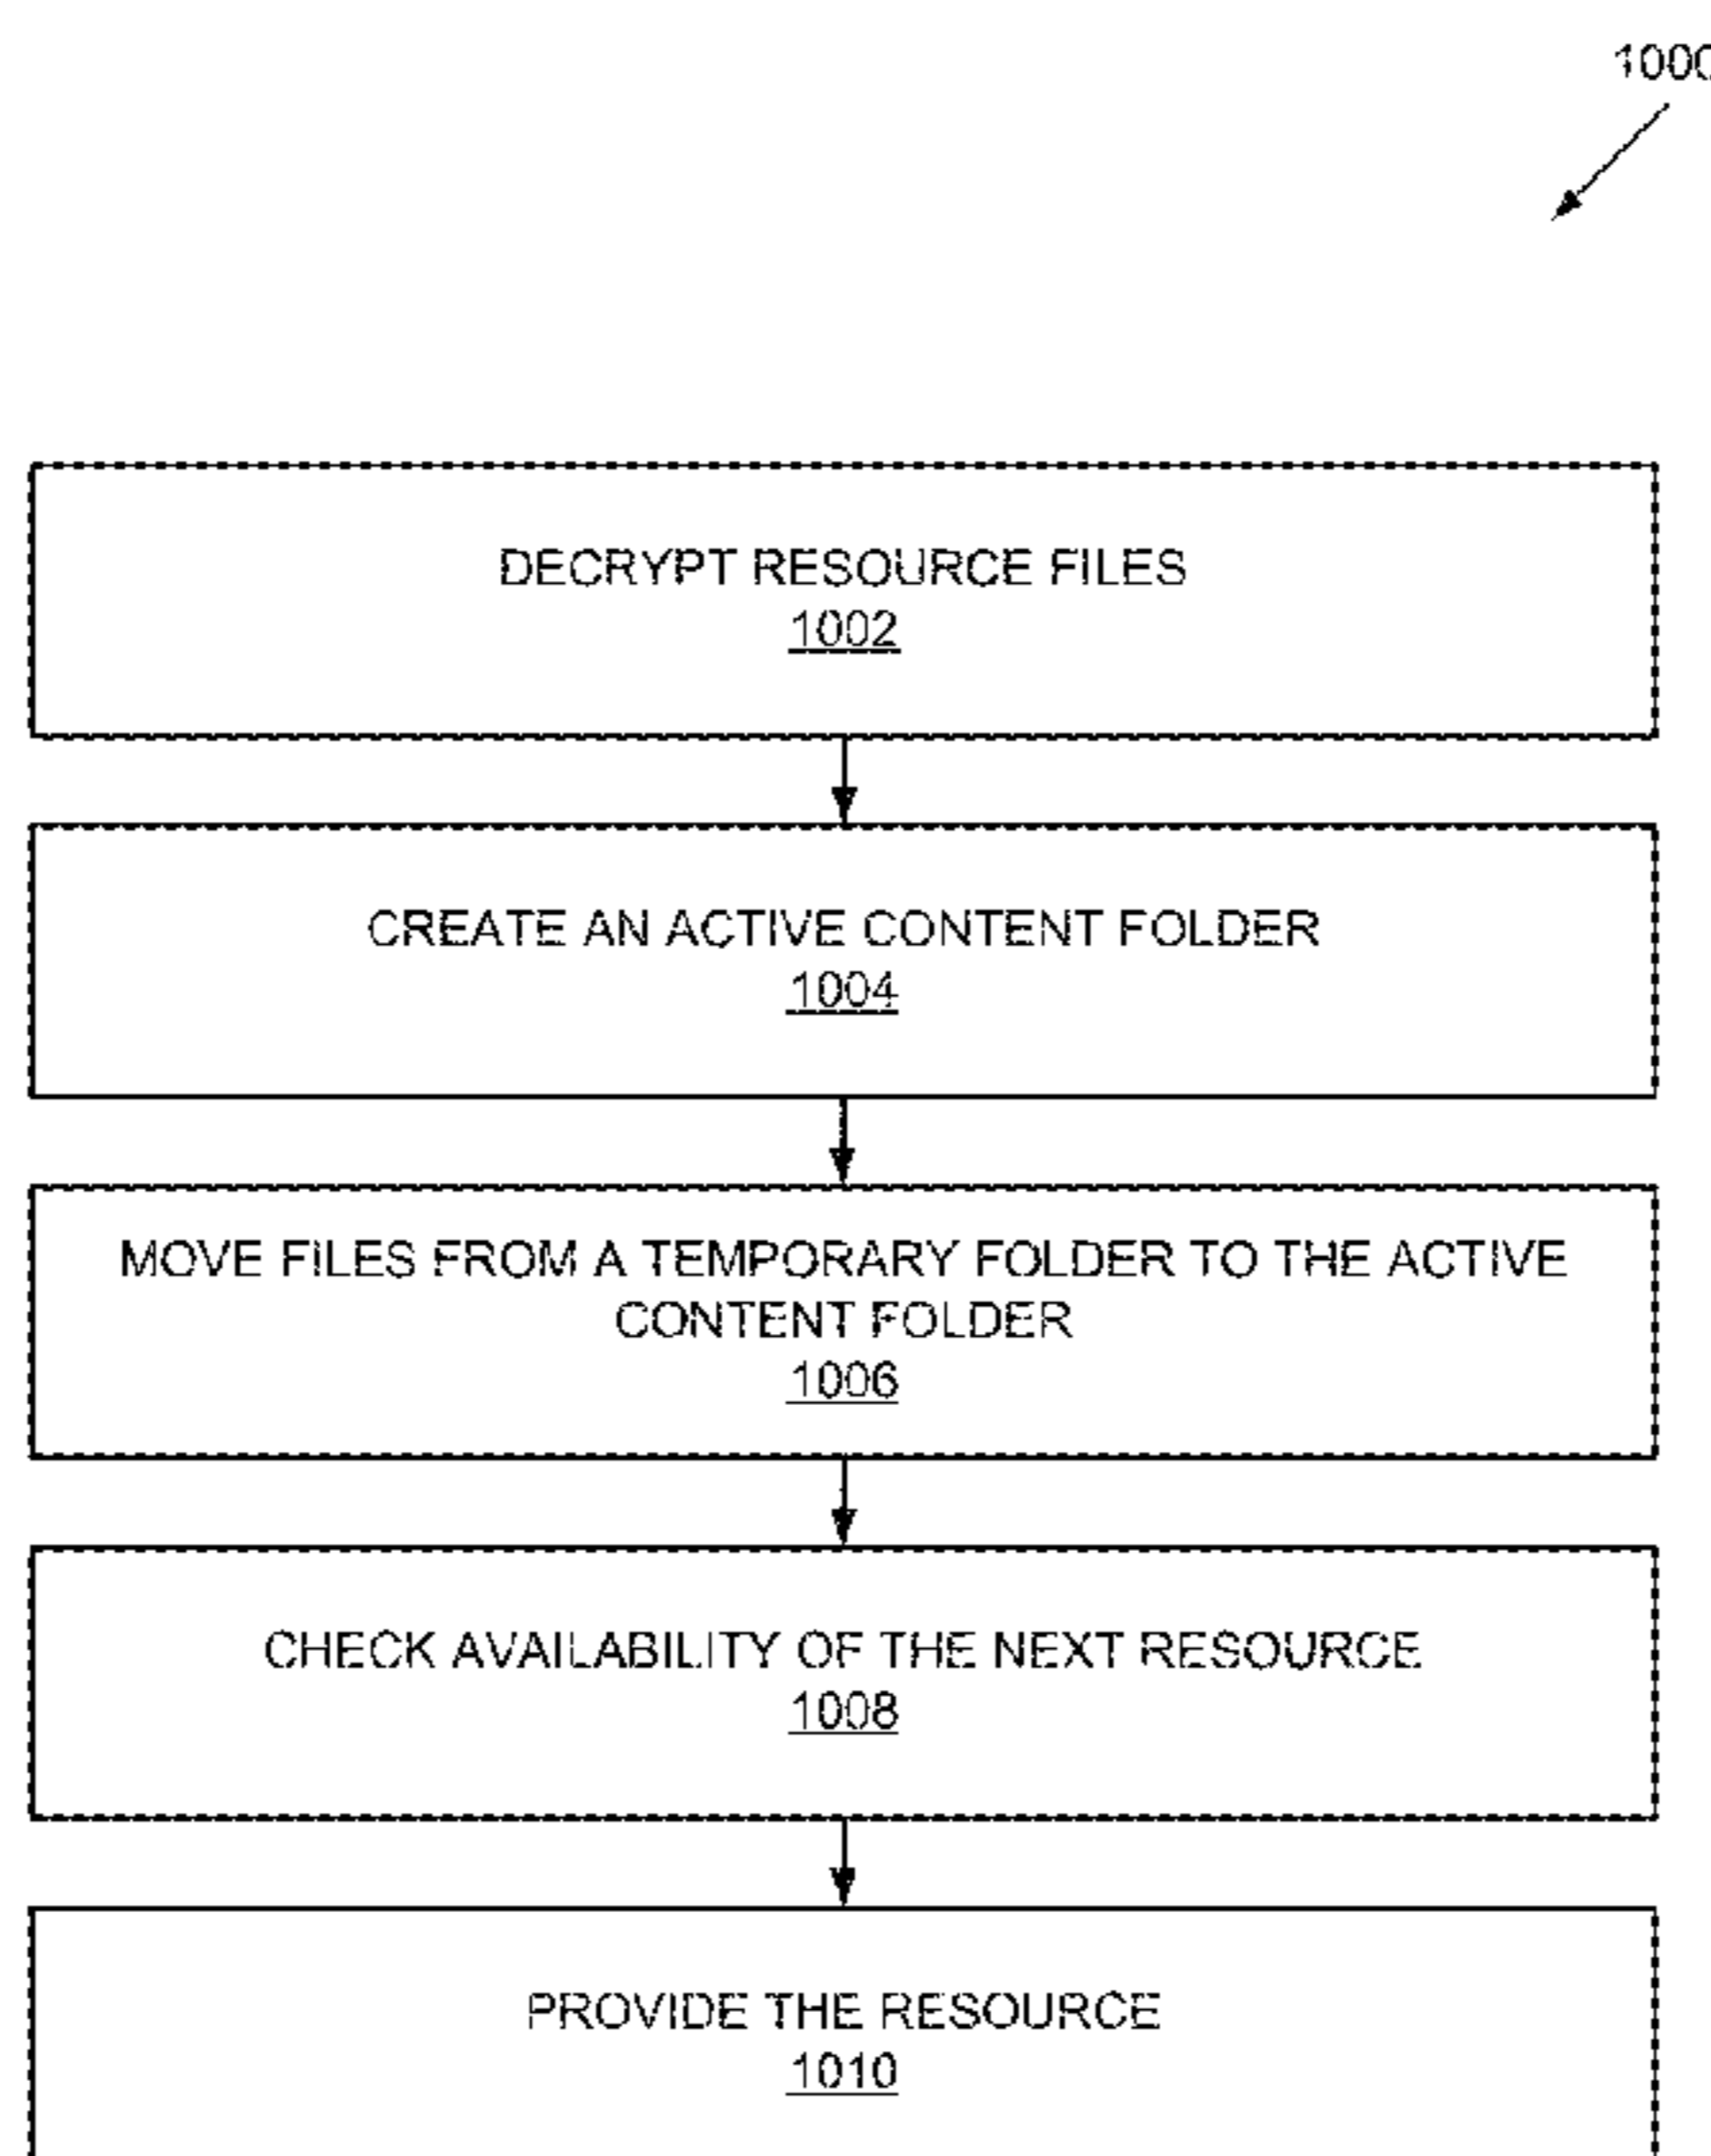 1000
DECRYPT RESOURCE FILES
1002
CREATE AN ACTIVE CONTENT FOLDER
1004
MOVE FILES FROM A TEMPORARY FOLDER TO THE ACTIVE
CONTENT FOLDER
1006
CHECK AVAILABILITY OF THE NEXT RESOURCE
1008
PROVIDE THE RESOURCE
1010